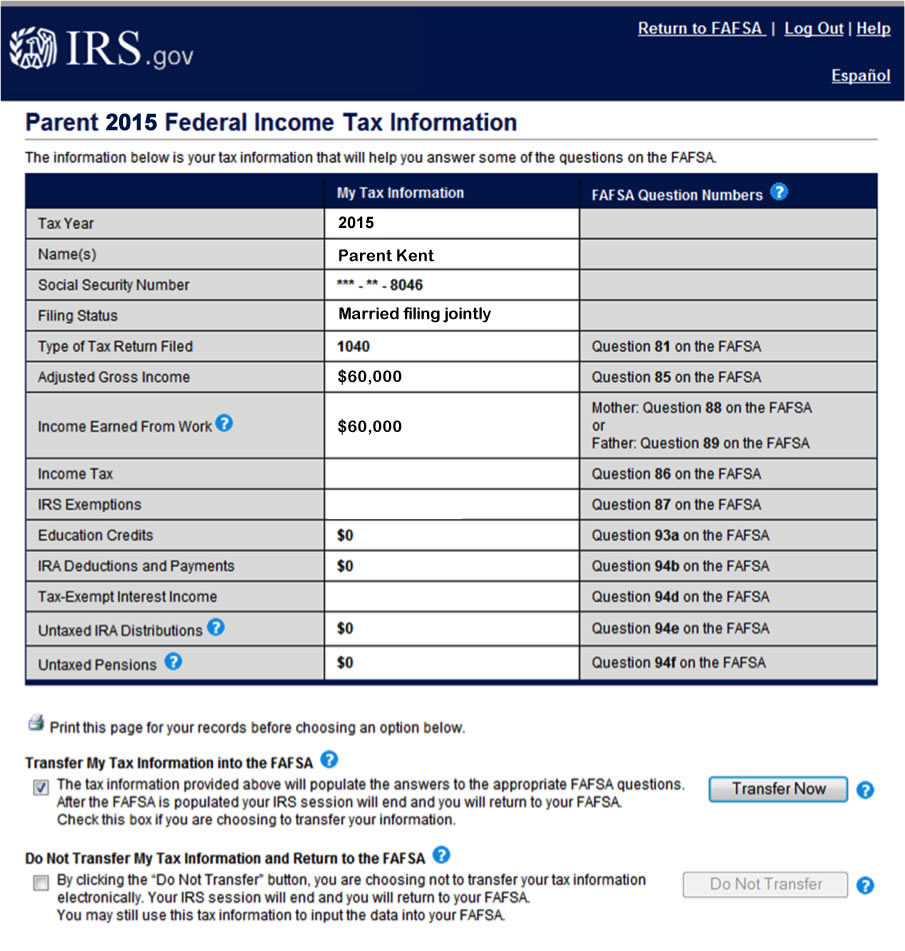 IRS.gov
Return to FAFSA | Log Out | Help
Español
Parent 2015 Federal Income Tax Information
The information below is your tax information that will help you answer some of the questions on the FAFSA.
My Tax Information FAFSA Question Numbers ?
Tax Year 2015
Name(s) Parent Kent
Social Security Number *** - ** - 8046
Filing Status Married filing jointly
Type of Tax Return Filed 1040 Question 81 on the FAFSA
Adjusted Gross Income $60,000 Question 85 on the FAFSA
Income Earned From Work ? $60,000 Mother: Question 88 on the FAFSA
or
Father: Question 89 on the FAFSA
Income Tax Question 86 on the FAFSA
IRS Exemptions Question 87 on the FAFSA
Education Credits $0 Question 93a on the FAFSA
IRA Deductions and Payments $0 Question 94b on the FAFSA
Tax-Exempt Interest Income Question 94d on the FAFSA
Untaxed IRA Distributions ? $0 Question 94e on the FAFSA
Untaxed Pensions ? $0 Question 94f on the FAFSA
Print this page for your records before choosing an option below.
Transfer My Tax Information into the FAFSA ?
The tax information provided above will populate the answers to the appropriate FAFSA questions.
After the FAFSA is populated your IRS session will end and you will return to your FAFSA.
Check this box if you are choosing to transfer your information.
Transfer Now ?
Do Not Transfer My Tax Information and Return to the FAFSA ?
By clicking the “Do Not Transfer” button, you are choosing not to transfer your tax information
electronically. Your IRS session will end and you will return to your FAFSA.
You may still use this tax information to input the data into your FAFSA.
Do Not Transfer ?